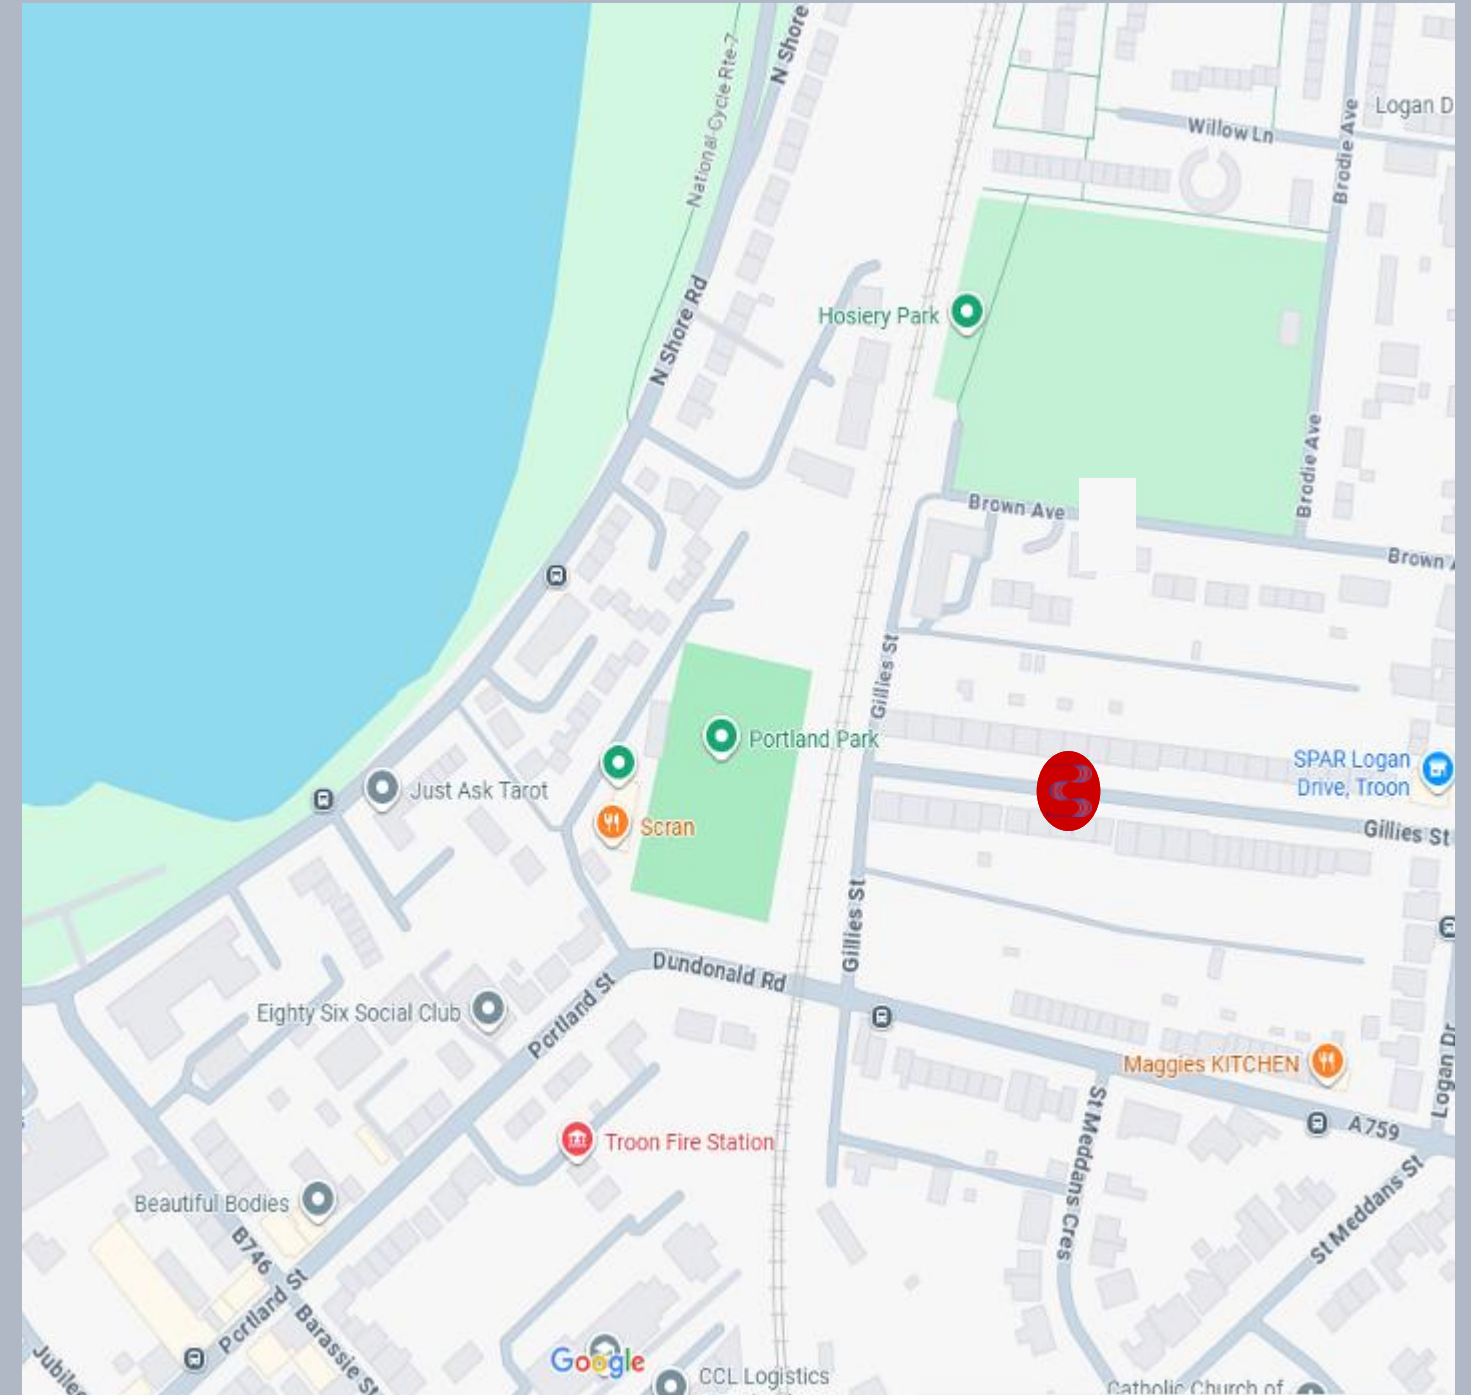 N Shore
National Cycle Rte 7
Willow Ln
Brodie Ave
Logan D
N Shore Rd
Hosiery Park
Brodie Ave
Brown Ave
Brown
Gillies St
Portland Park
SPAR Logan
Drive, Troon
Just Ask Tarot
Scran
Gillies St
Gillies St
Dundonald Rd
Eighty Six Social Club
Portland St
Maggies KITCHEN
Logan Dr
St Meddans Cres
A759
Troon Fire Station
St Meddans St
Beautiful Bodies
B746
Portland St
Barassie St
Jubilee
Google
CCL Logistics
Catholic Church of